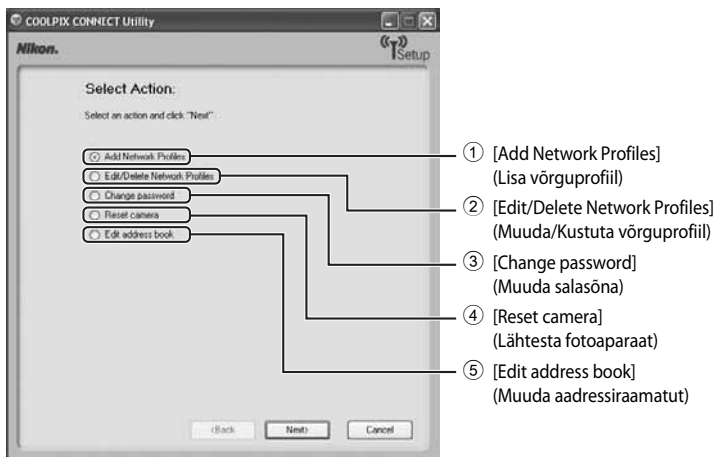 COOLPIX CONNECT Utility
Nikon.
Setup
Select Action:
Select an action and click "Next"
Add Network Profiles
Edit/Delete Network Profiles
Change password
Reset camera
Edit address book
<Back
Next>
Cancel
① [Add Network Profiles]
(Lisa võrguprofiil)
② [Edit/Delete Network Profiles]
(Muuda/Kustuta võrguprofiil)
③ [Change password]
(Muuda salasõna)
④ [Reset camera]
(Lähtesta fotoaparaat)
⑤ [Edit address book]
(Muuda aadressiraamatut)